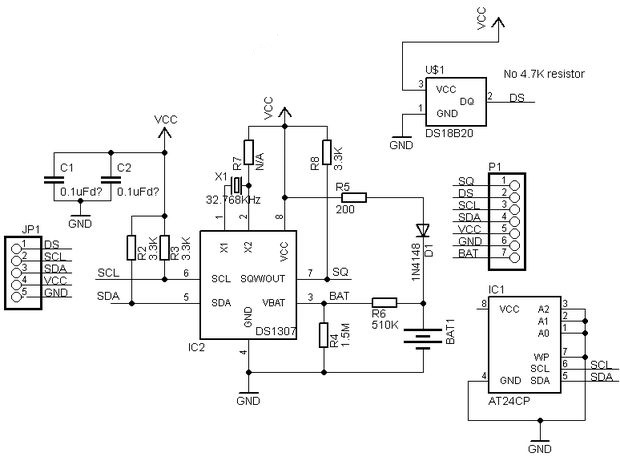 VCC
U$1
No 4.7K resistor
3
VCC
DQ
2
DS
1
GND
GND
DS18B20
VCC
VCC
C1
C2
0.1uFd?
0.1uFd?
GND
R7
N/A
R8
3.3K
X1
32.768KHz
1
2
8
R5
200
P1
SQ
1
DS
2
SCL
3
SDA
4
VCC
5
GND
6
BAT
7
JP1
1
DS
2
SCL
3
SDA
4
VCC
5
GND
R2
3.3K
R3
3.3K
X1
X2
VCC
1N4148
D1
SCL
6
SCL
SQW/OUT
7
SQ
SDA
5
SDA
VBAT
3
BAT
GND
DS1307
IC2
4
R6
510K
R4
1.5M
BAT1
GND
IC1
8
VCC
A2
3
A1
2
A0
1
WP
7
SCL
6
SCL
4
GND
SDA
5
SDA
AT24CP
GND